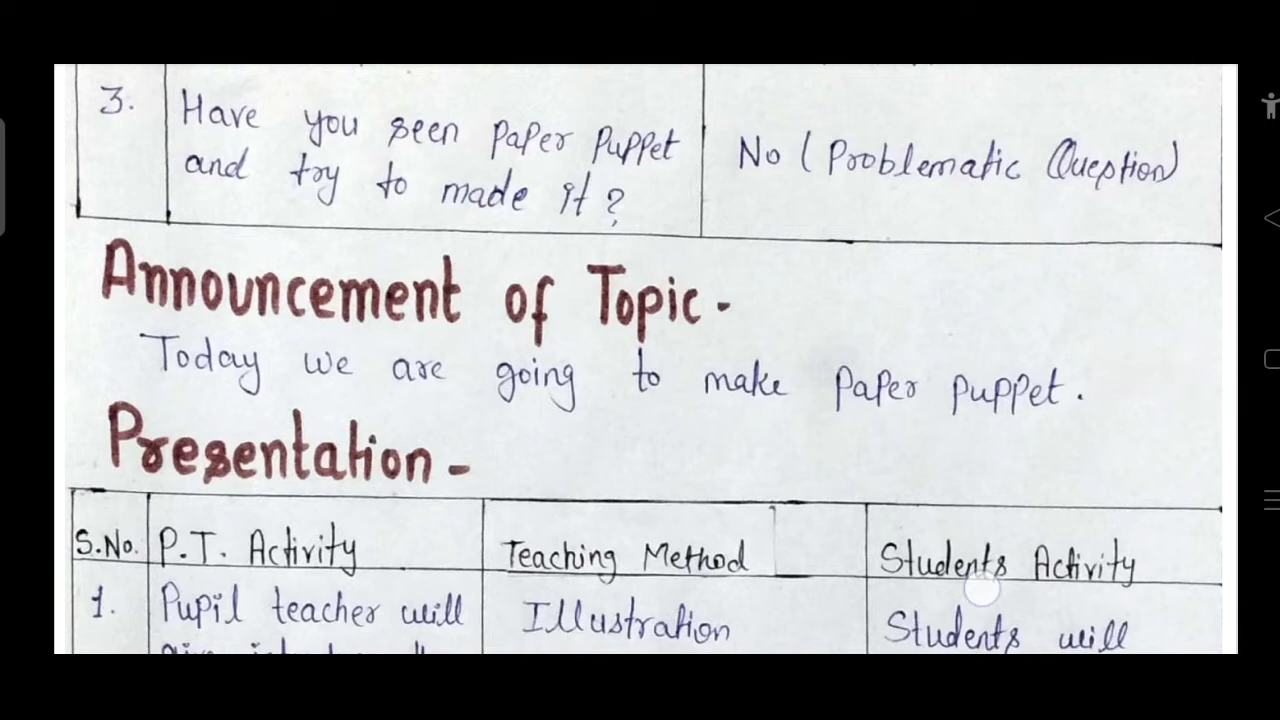 3.
Have you seen paper puppet
and try to made it?
No (Problematic Question)
Announcement of Topic -
Today we are going to make paper puppet.
Presentation -
S.No. P.T. Activity Teaching Method Students Activity
1. Pupil teacher will Illustration Students will